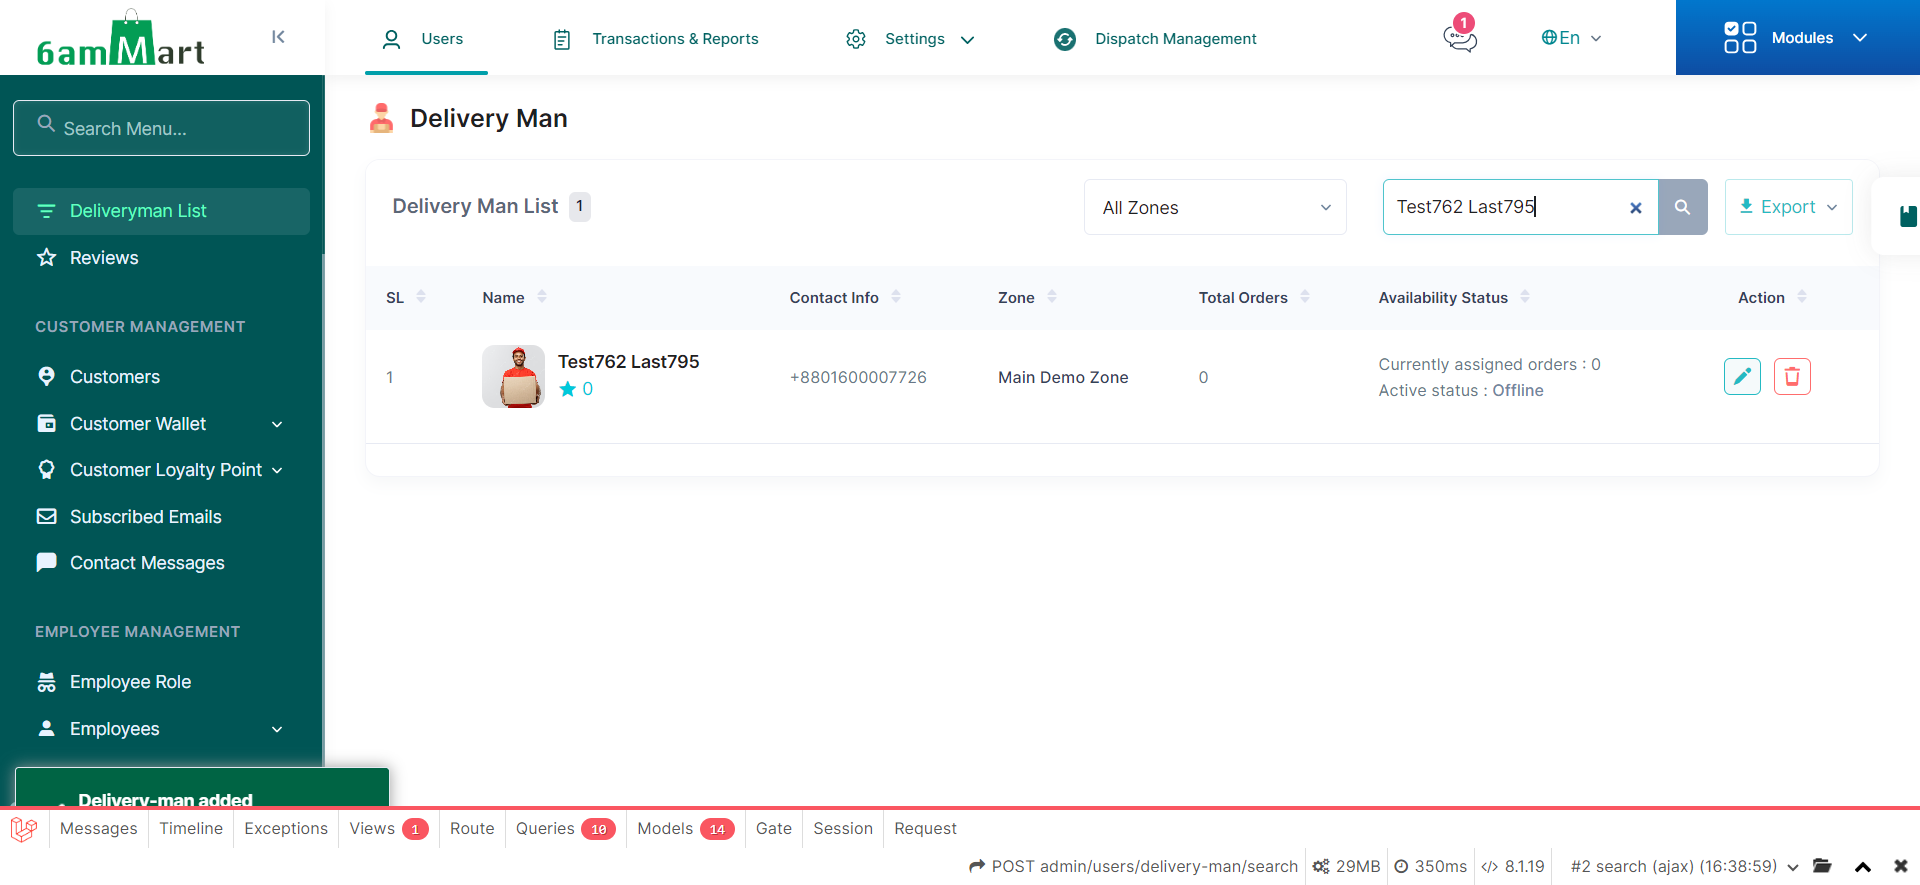 6amMart
Users
Transactions & Reports
Settings
Dispatch Management
1
En
Modules
Search Menu...
Deliveryman List
Reviews
CUSTOMER MANAGEMENT
Customers
Customer Wallet
Customer Loyalty Point
Subscribed Emails
Contact Messages
EMPLOYEE MANAGEMENT
Employee Role
Employees
Delivery Man
Delivery Man List 1
All Zones
Test762 Last795
Export
SL Name Contact Info Zone Total Orders Availability Status Action
1 Test762 Last795 +8801600007726 Main Demo Zone 0 Currently assigned orders : 0
0 Active status : Offline
Delivery-man added
Messages Timeline Exceptions Views 1 Route Queries 10 Models 14 Gate Session Request
POST admin/users/delivery-man/search 29MB 350ms 8.1.19 #2 search (ajax) (16:38:59)